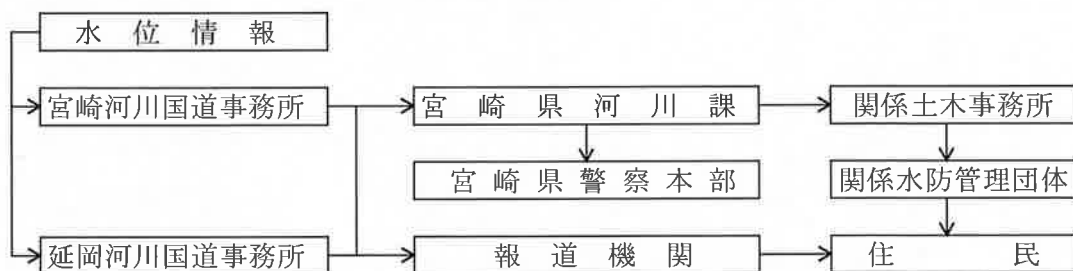 水位情報
宮崎河川国道事務所
宮崎県河川課
関係土木事務所
宮崎県警察本部
関係水防管理団体
延岡河川国道事務所
報道機関
住民